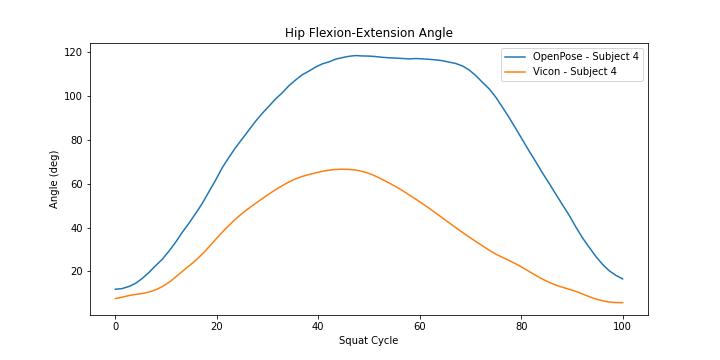 Hip Flexion-Extension Angle
OpenPose - Subject 4
Vicon - Subject 4
Angle (deg)
120
100
80
60
40
20
0 20 40 60 80 100
Squat Cycle